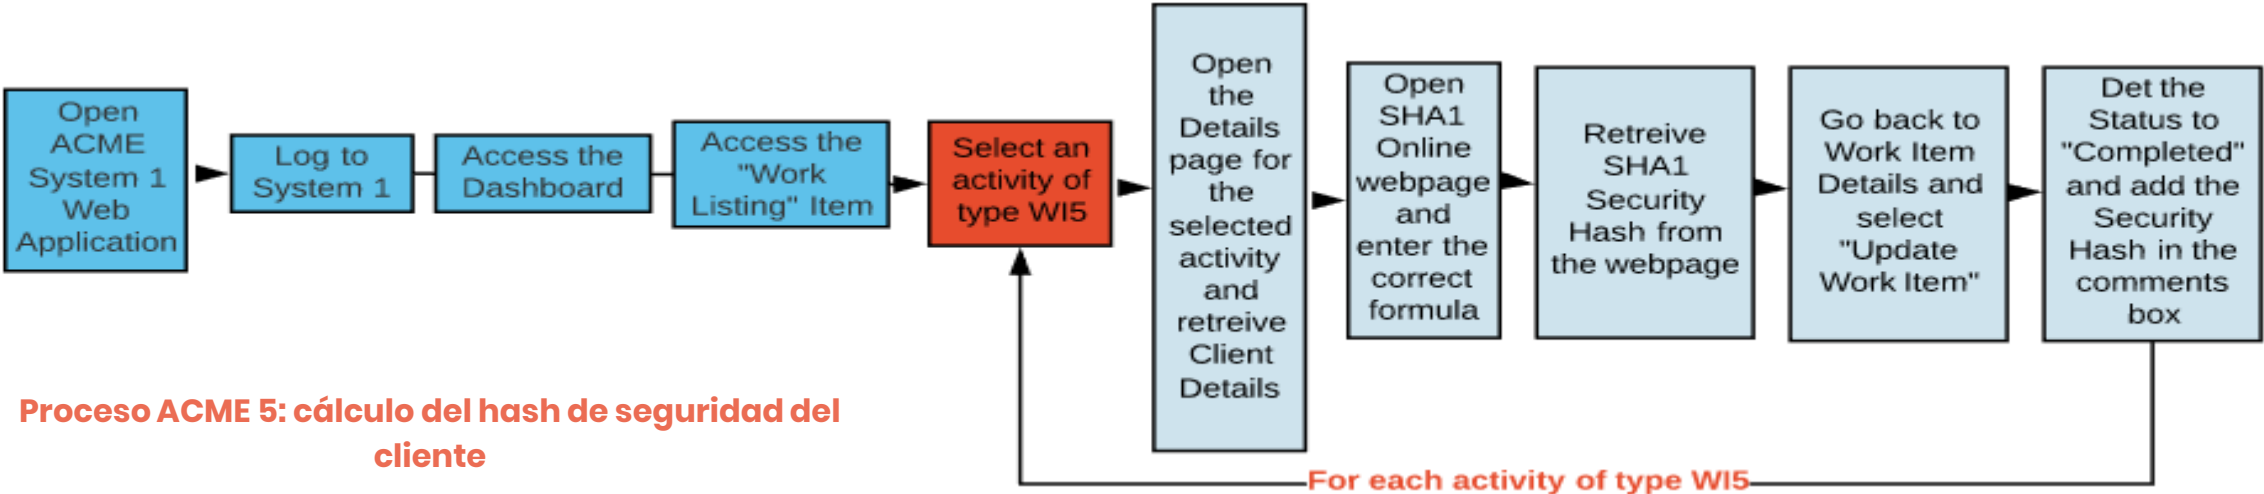 Open
ACME
System 1
Web
Application
Log to
System 1
Access the
Dashboard
Access the
"Work
Listing" Item
Select an
activity of
type WI5
Open
the
Details
page for
the
selected
activity
and
retreive
Client
Details
Open
SHA1
Online
webpage
and
enter the
correct
formula
Retreive
SHA1
Security
Hash from
the webpage
Go back to
Work Item
Details and
select
"Update
Work Item"
Det the
Status to
"Completed"
and add the
Security
Hash in the
comments
box
For each activity of type WI5
Proceso ACME 5: cálculo del hash de seguridad del
cliente